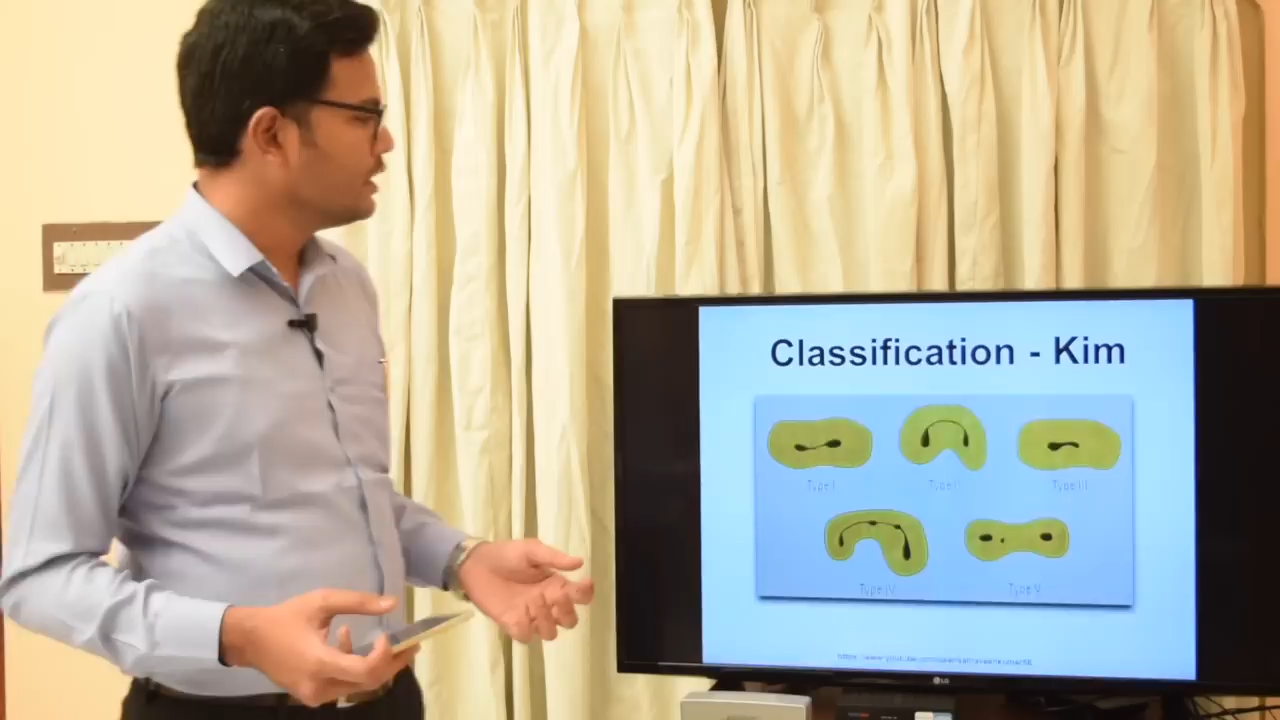 Classification - Kim
Type I
Type II
Type III
Type IV
Type V
LG